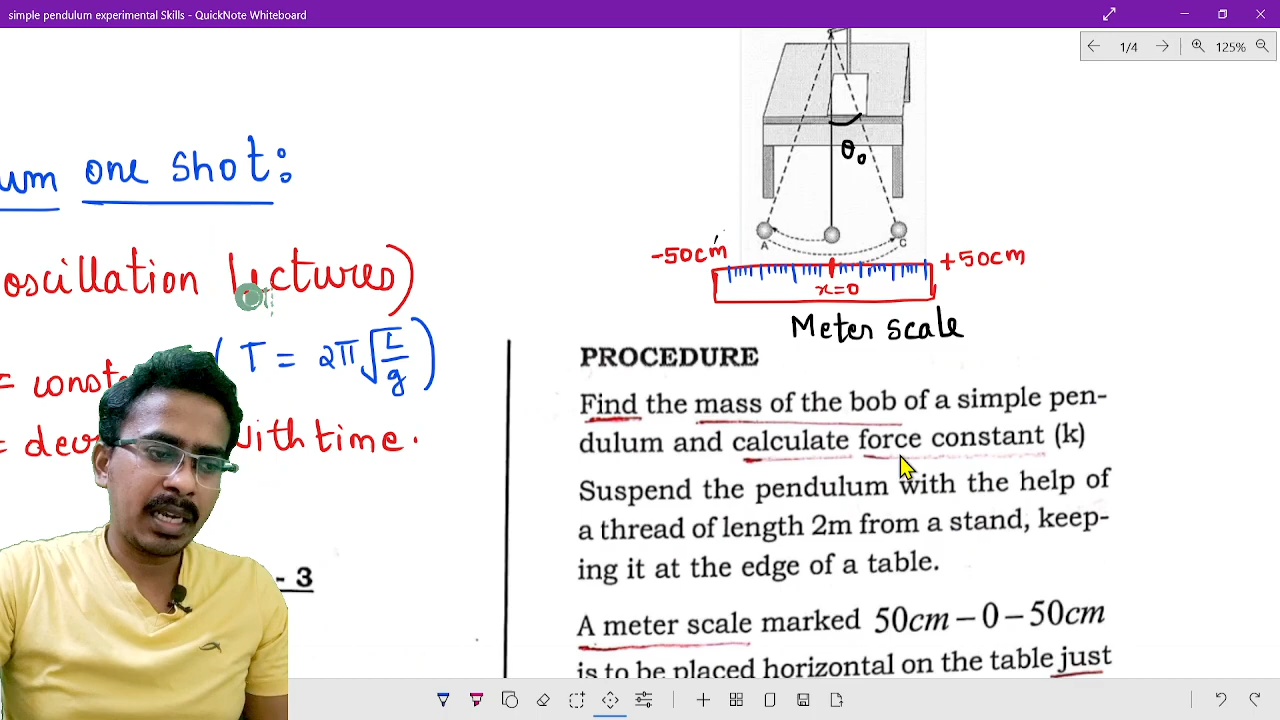 simple pendulum experimental Skills - QuickNote Whiteboard
1/4
125%
um one shot:
θ₀
A
C
-50cm
+50cm
x=0
Meter scale
oscillation lectures)
= const
(T = 2π√L/g)
= dec
with time.
- 3
PROCEDURE
Find the mass of the bob of a simple pen-
dulum and calculate force constant (k)
Suspend the pendulum with the help of
a thread of length 2m from a stand, keep-
ing it at the edge of a table.
A meter scale marked 50cm – 0 – 50cm
is to be placed horizontal on the table just